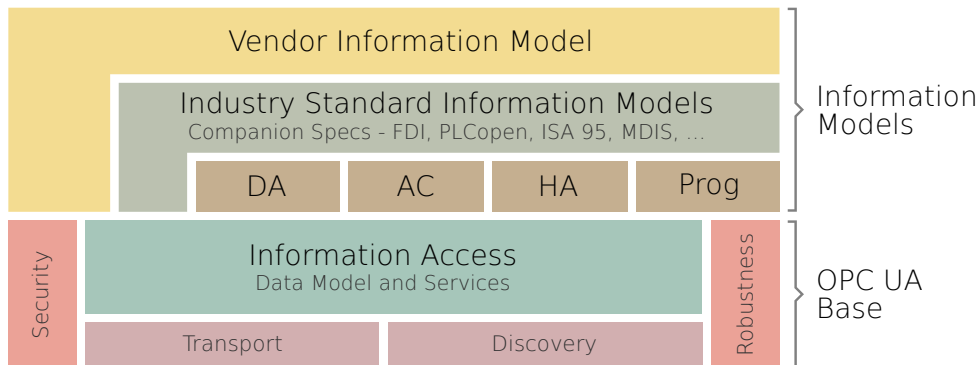 Vendor Information Model
Industry Standard Information Models
Companion Specs - FDI, PLCopen, ISA 95, MDIS, ...
DA
AC
HA
Prog
Information
Models
Security
Information Access
Data Model and Services
Robustness
Transport
Discovery
OPC UA
Base